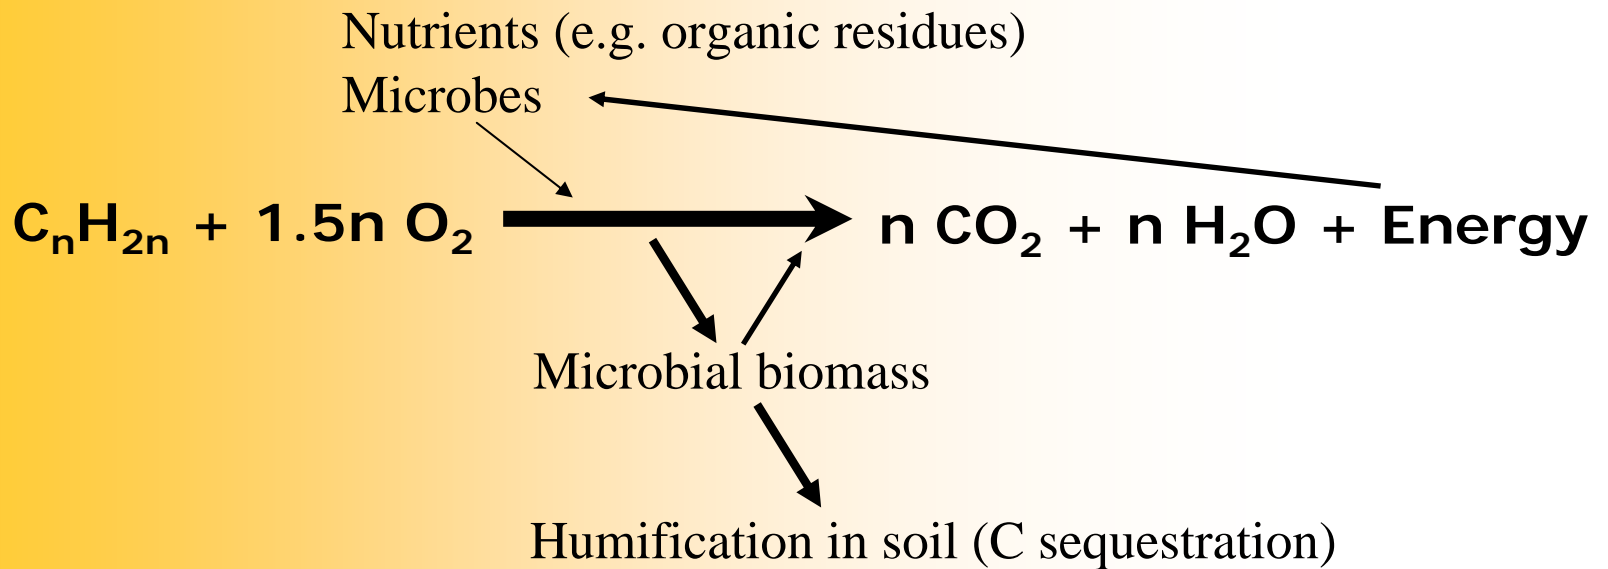 Nutrients (e.g. organic residues)
Microbes
CₙH₂ₙ + 1.5n O₂ n CO₂ + n H₂O + Energy
Microbial biomass
Humification in soil (C sequestration)